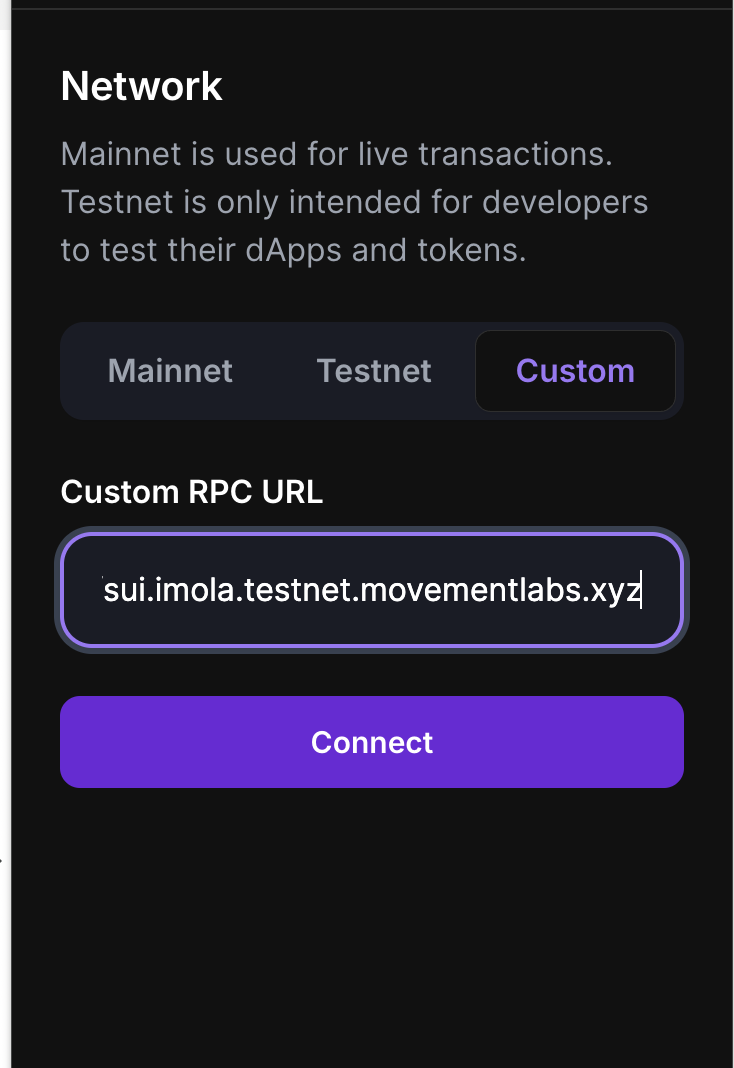 Network
Mainnet is used for live transactions.
Testnet is only intended for developers
to test their dApps and tokens.
Mainnet
Testnet
Custom
Custom RPC URL
sui.imola.testnet.movementlabs.xyz
Connect